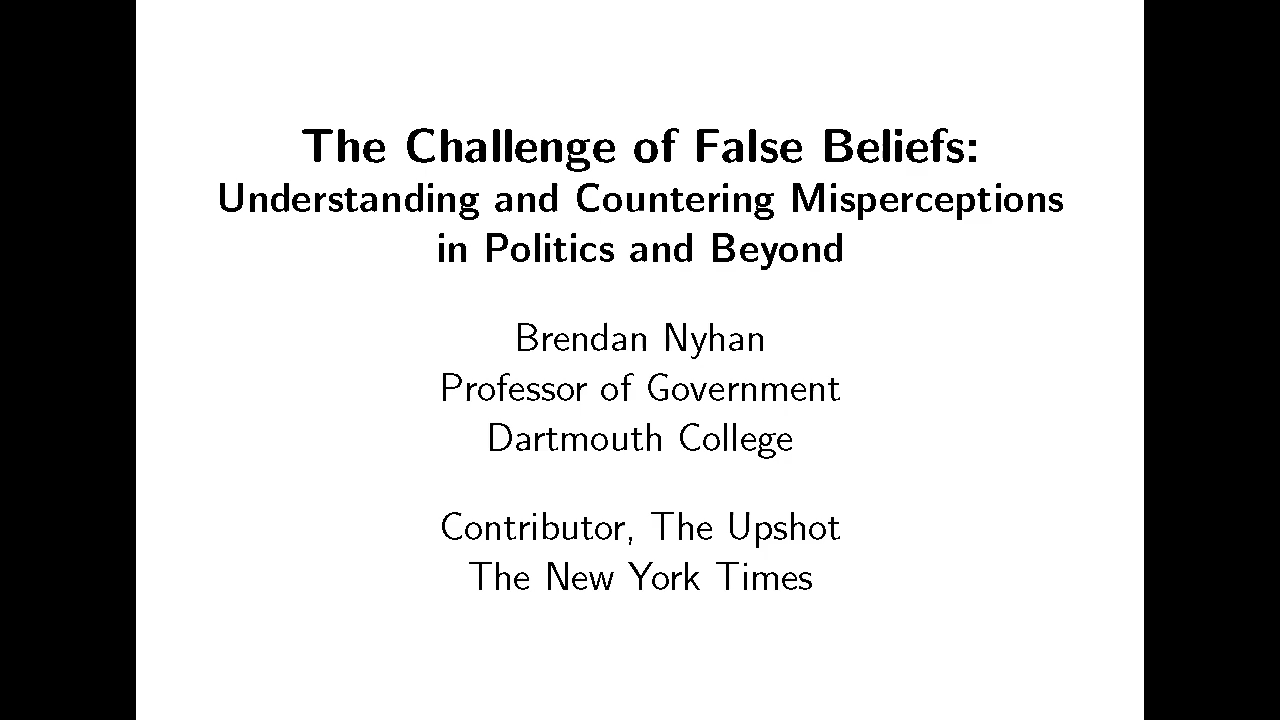 The Challenge of False Beliefs:
Understanding and Countering Misperceptions
in Politics and Beyond
Brendan Nyhan
Professor of Government
Dartmouth College
Contributor, The Upshot
The New York Times